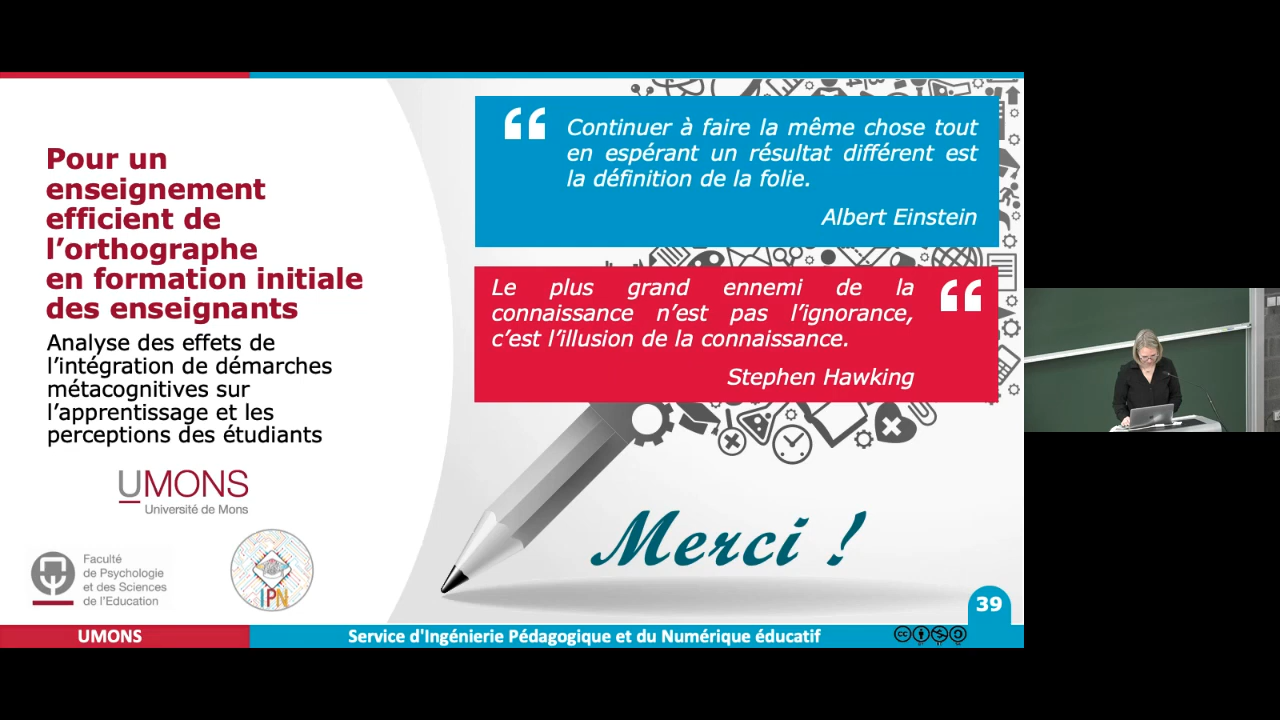 Pour un
enseignement
efficient de
l'orthographe
en formation initiale
des enseignants
Analyse des effets de
l'intégration de démarches
métacognitives sur
l'apprentissage et les
perceptions des étudiants
UMONS
Université de Mons
Faculté
de Psychologie
et des Sciences
de l'Education
IPN
“ Continuer à faire la même chose tout
en espérant un résultat différent est
la définition de la folie.
Albert Einstein
Le plus grand ennemi de la “
connaissance n'est pas l'ignorance,
c'est l'illusion de la connaissance.
Stephen Hawking
Merci !
39
UMONS
Service d'Ingénierie Pédagogique et du Numérique éducatif
cc